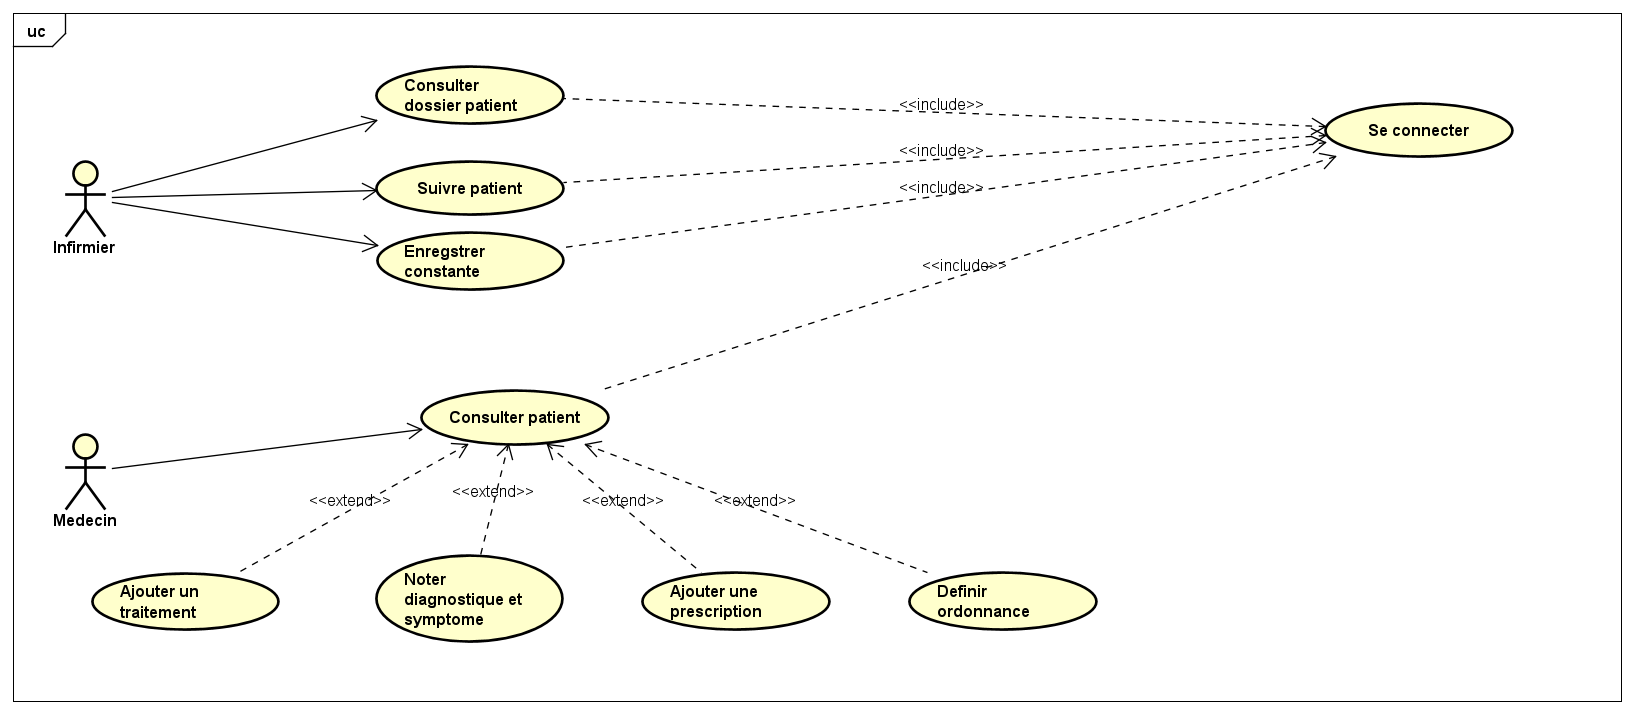 uc
Consulter
dossier patient
<<include>>
Se connecter
<<include>>
Suivre patient
<<include>>
Infirmier
Enregstrer
constante
<<include>>
Consulter patient
Medecin
<<extend>>
<<extend>>
<<extend>>
<<extend>>
Ajouter un
traitement
Noter
diagnostique et
symptome
Ajouter une
prescription
Definir
ordonnance